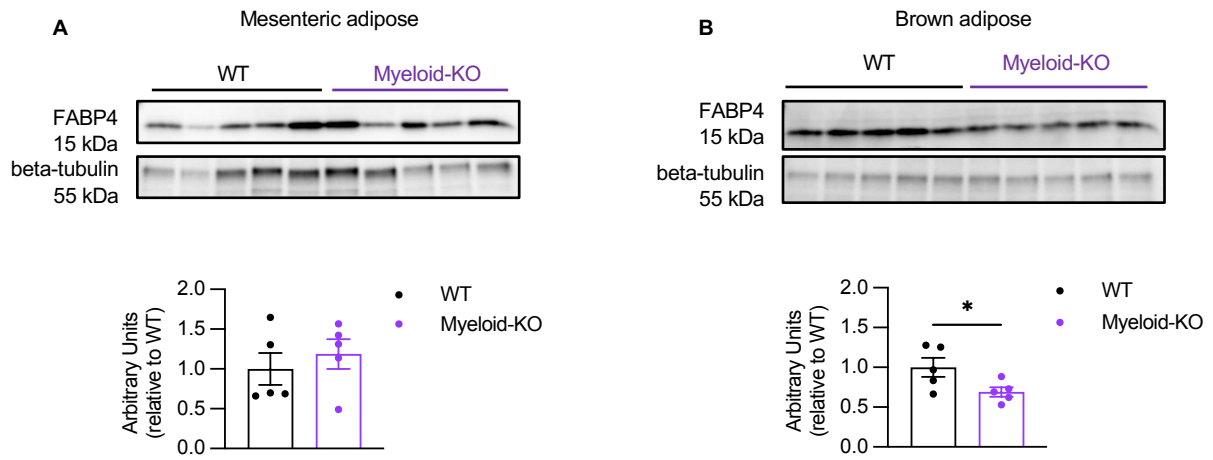 A
Mesenteric adipose
WT
Myeloid-KO
FABP4
15 kDa
beta-tubulin
55 kDa
Arbitrary Units
(relative to WT)
2.0
1.5
1.0
0.5
0.0
WT
Myeloid-KO
B
Brown adipose
WT
Myeloid-KO
FABP4
15 kDa
beta-tubulin
55 kDa
Arbitrary Units
(relative to WT)
2.0
1.5
1.0
0.5
0.0
*
WT
Myeloid-KO